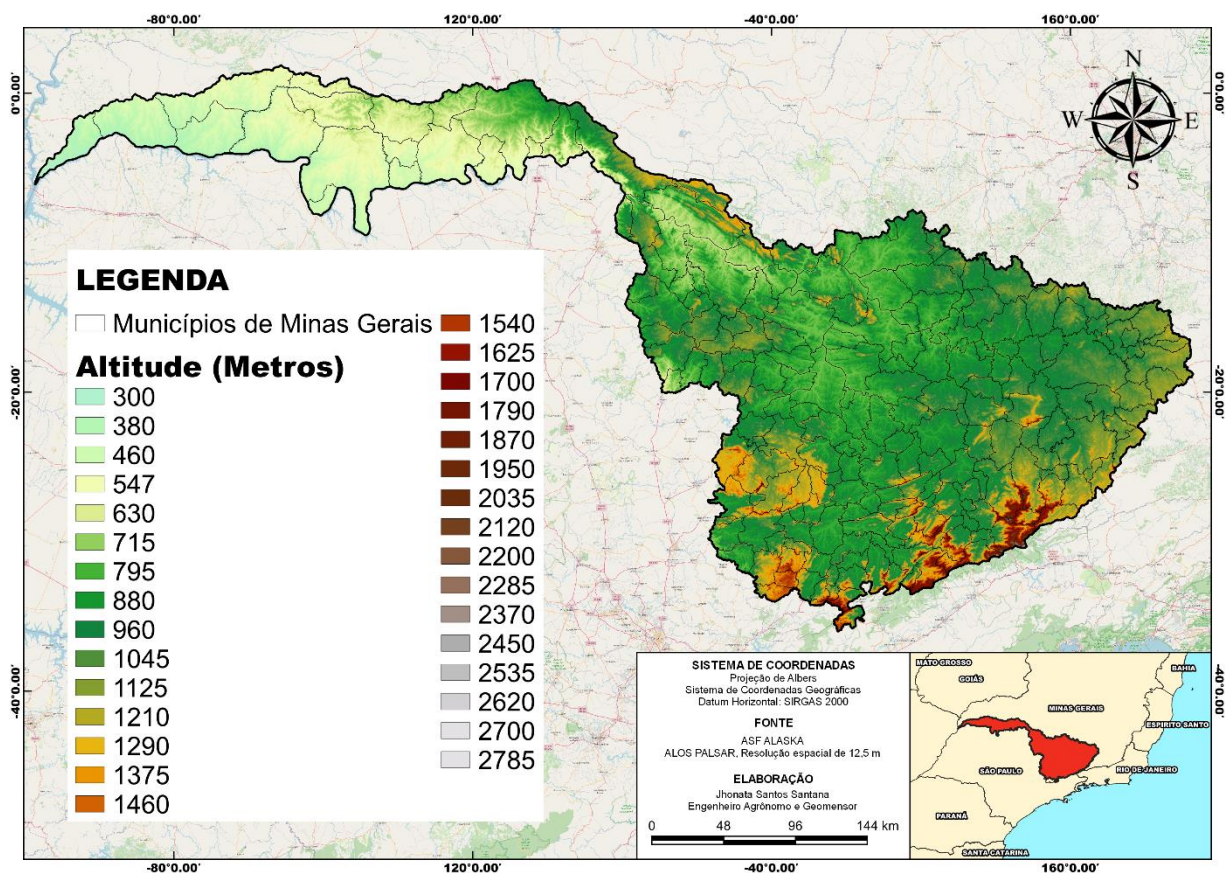 -80°0.00′ 120°0.00′ -40°0.00′ 160°0.00′
N
W E
S
0°0.00′ 0°0.00′
LEGENDA
Municípios de Minas Gerais
Altitude (Metros)
300
380
460
547
630
715
795
880
960
1045
1125
1210
1290
1375
1460
1540
1625
1700
1790
1870
1950
2035
2120
2200
2285
2370
2450
2535
2620
2700
2785
-20°0.00′ -20°0.00′
-40°0.00′ -40°0.00′
SISTEMA DE COORDENADAS
Projeção de Albers
Sistema de Coordenadas Geográficas
Datum Horizontal: SIRGAS 2000
FONTE
ASF ALASKA
ALOS PALSAR, Resolução espacial de 12,5 m
ELABORAÇÃO
Jhonata Santos Santana
Engenheiro Agrônomo e Geomensor
0 48 96 144 km
MATO GROSSO
GOIÁS
BAHIA
MINAS GERAIS
ESPIRITO SANTO
SÃO PAULO
RIO DE JANEIRO
PARANÁ
SANTA CATARINA
-80°0.00′ 120°0.00′ -40°0.00′ 160°0.00′